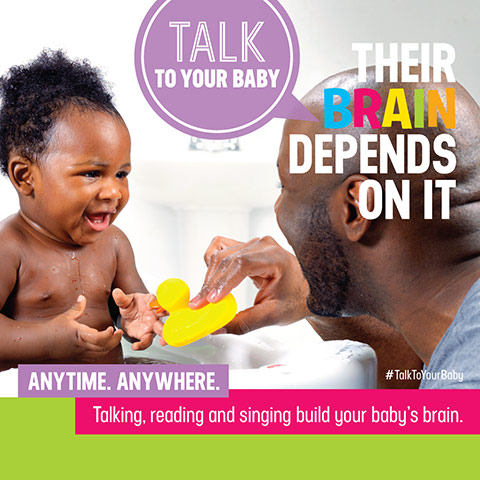 TALK
TO YOUR BABY
THEIR
BRAIN
DEPENDS
ON IT
#TalkToYourBaby
ANYTIME. ANYWHERE.
Talking, reading and singing build your baby's brain.